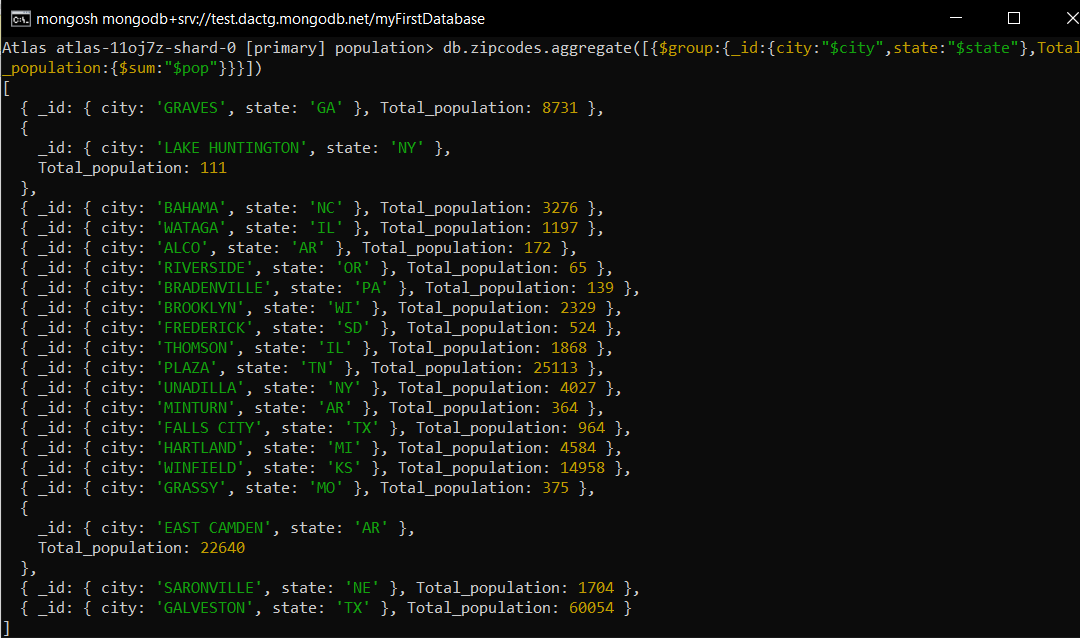 mongosh mongodb+srv://test.dactg.mongodb.net/myFirstDatabase
Atlas atlas-11oj7z-shard-0 [primary] population> db.zipcodes.aggregate([{$group:{_id:{city:"$city",state:"$state"},Total
_population:{$sum:"$pop"}}}])
[
  { _id: { city: 'GRAVES', state: 'GA' }, Total_population: 8731 },
  {
    _id: { city: 'LAKE HUNTINGTON', state: 'NY' },
    Total_population: 111
  },
  { _id: { city: 'BAHAMA', state: 'NC' }, Total_population: 3276 },
  { _id: { city: 'WATAGA', state: 'IL' }, Total_population: 1197 },
  { _id: { city: 'ALCO', state: 'AR' }, Total_population: 172 },
  { _id: { city: 'RIVERSIDE', state: 'OR' }, Total_population: 65 },
  { _id: { city: 'BRADENVILLE', state: 'PA' }, Total_population: 139 },
  { _id: { city: 'BROOKLYN', state: 'WI' }, Total_population: 2329 },
  { _id: { city: 'FREDERICK', state: 'SD' }, Total_population: 524 },
  { _id: { city: 'THOMSON', state: 'IL' }, Total_population: 1868 },
  { _id: { city: 'PLAZA', state: 'TN' }, Total_population: 25113 },
  { _id: { city: 'UNADILLA', state: 'NY' }, Total_population: 4027 },
  { _id: { city: 'MINTURN', state: 'AR' }, Total_population: 364 },
  { _id: { city: 'FALLS CITY', state: 'TX' }, Total_population: 964 },
  { _id: { city: 'HARTLAND', state: 'MI' }, Total_population: 4584 },
  { _id: { city: 'WINFIELD', state: 'KS' }, Total_population: 14958 },
  { _id: { city: 'GRASSY', state: 'MO' }, Total_population: 375 },
  {
    _id: { city: 'EAST CAMDEN', state: 'AR' },
    Total_population: 22640
  },
  { _id: { city: 'SARONVILLE', state: 'NE' }, Total_population: 1704 },
  { _id: { city: 'GALVESTON', state: 'TX' }, Total_population: 60054 }
]